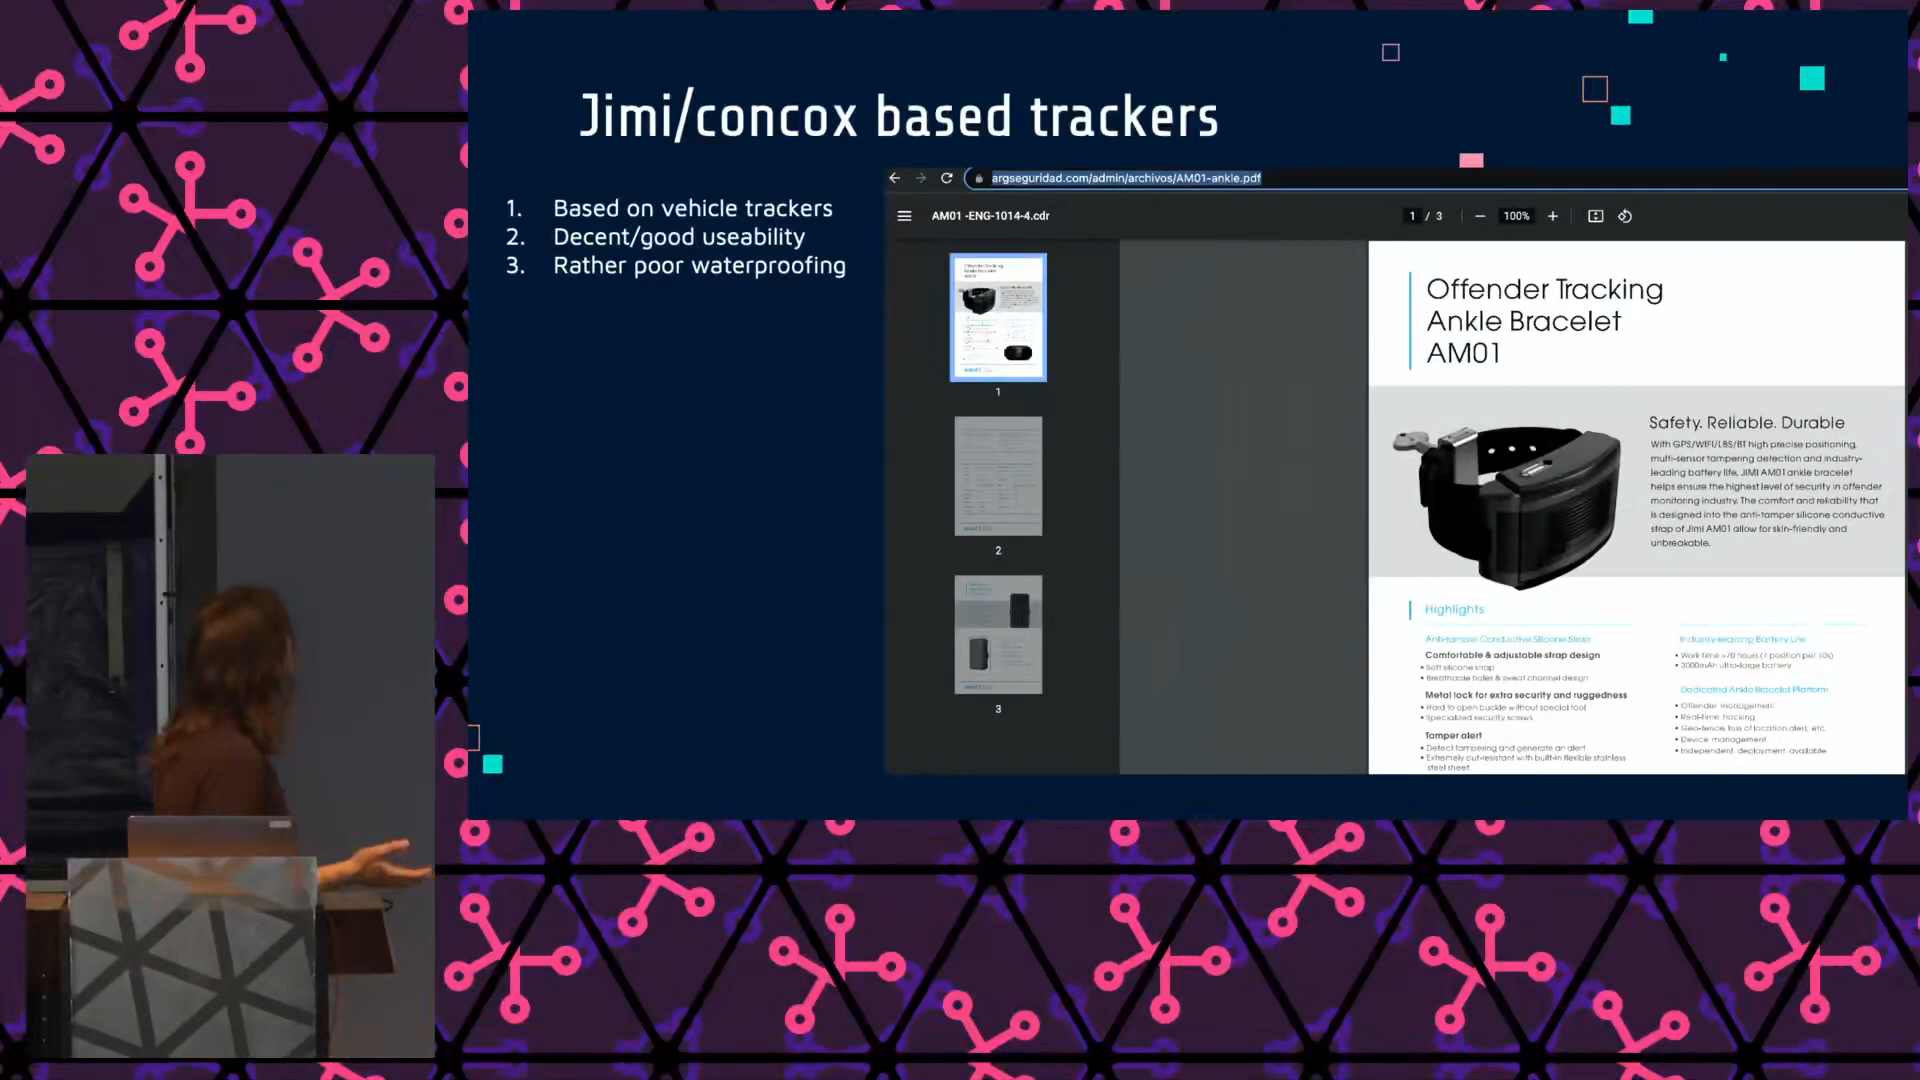 Jimi/concox based trackers
1. Based on vehicle trackers
2. Decent/good useability
3. Rather poor waterproofing
argseguridad.com/admin/archivos/AM01-ankle.pdf
AM01 -ENG-1014-4.cdr
1 / 3
100%
1
2
3
Offender Tracking
Ankle Bracelet
AM01
Safety. Reliable. Durable
With GPS/WIFI/LBS/BT high precise positioning,
multi-sensor tampering detection and industry-
leading battery life, JIMI AM01 ankle bracelet
helps ensure the highest level of security in offender
monitoring industry. The comfort and reliability that
is designed into the anti-tamper silicone conductive
strap of Jimi AM01 allow for skin-friendly and
unbreakable.
Highlights
Anti-tamper Conductive Silicone Strap
Comfortable & adjustable strap design
• Soft silicone strap
• Breathable holes & sweat channel design
Metal lock for extra security and ruggedness
• Hard to open buckle without special tool
• Specialized security screws
Tamper alert
• Detect tampering and generate an alert
• Extremely cut-resistant with built-in flexible stainless
steel sheet
Industry-leading Battery Life
• Work time >70 hours (1 position per 10s)
• 3000mAh ultra-large battery
Dedicated Ankle Bracelet Platform
• Offender management
• Real-time tracking
• Geo-fence, loss of location alert, etc.
• Device management
• Independent deployment available